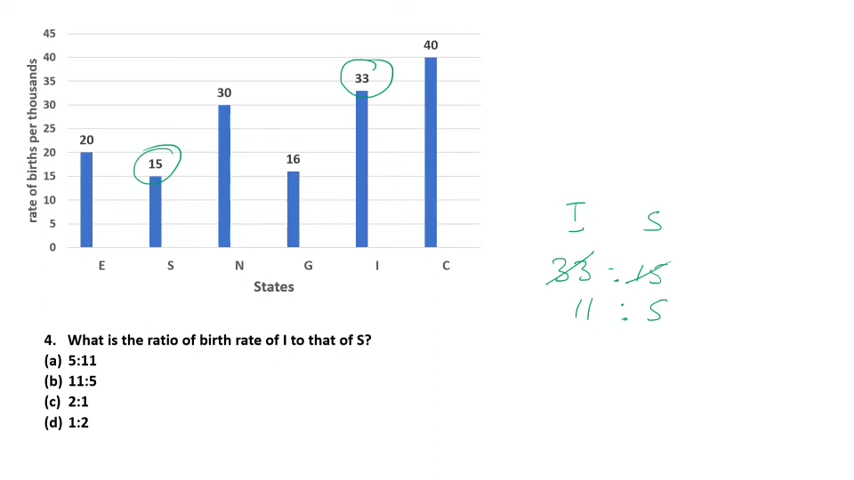 45
40
35
30
25
20
15
10
5
0
rate of births per thousands
20
15
30
16
33
40
E S N G I C
States
I S
33 : 15
11 : 5
4. What is the ratio of birth rate of I to that of S?
(a) 5:11
(b) 11:5
(c) 2:1
(d) 1:2